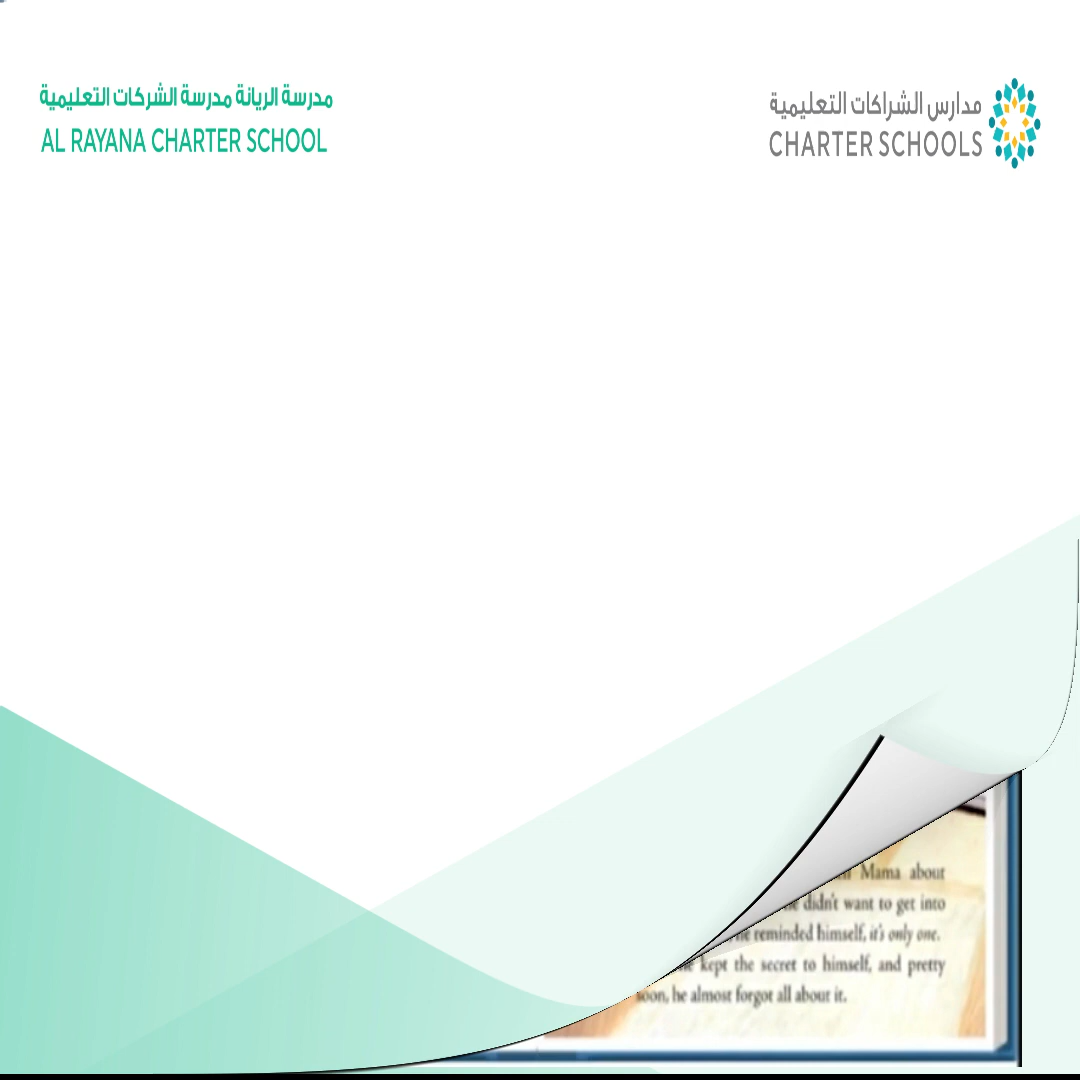 مدرسة الريانة مدرسة الشركات التعليمية
AL RAYANA CHARTER SCHOOL
مدارس الشراكات التعليمية
CHARTER SCHOOLS
Mama about
didn't want to get into
he reminded himself, it's only one.
kept the secret to himself, and pretty
soon, he almost forgot all about it.